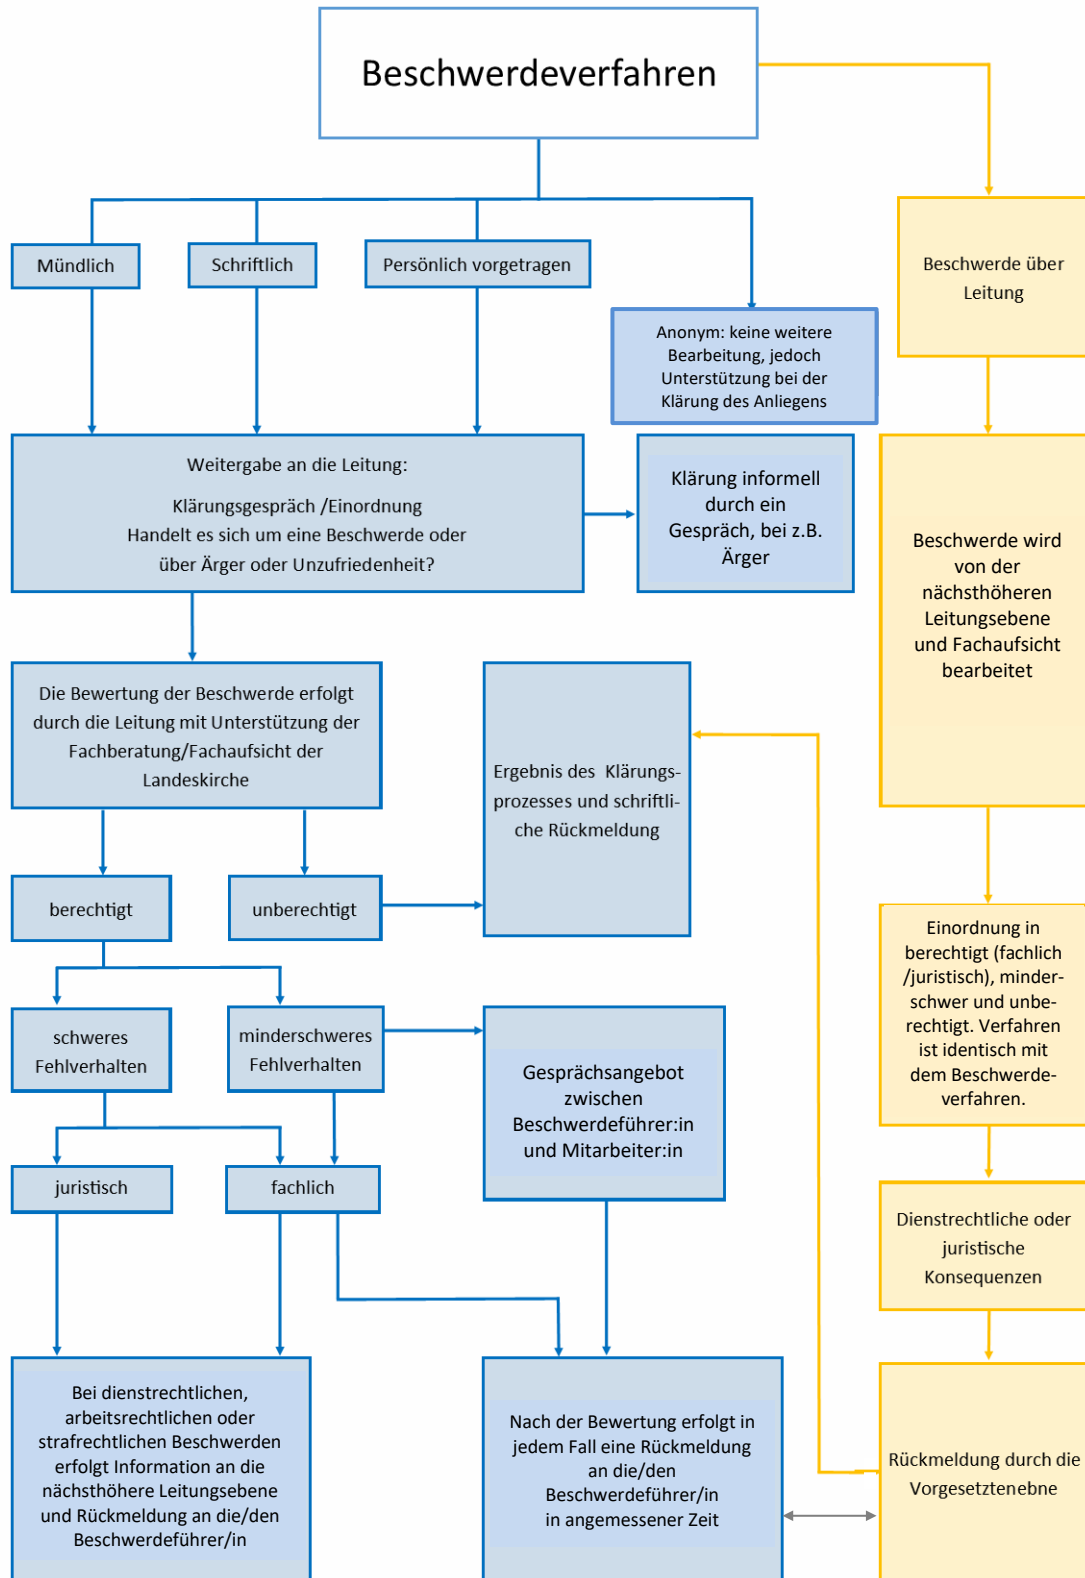 Beschwerdeverfahren
Mündlich
Schriftlich
Persönlich vorgetragen
Beschwerde über
Leitung
Anonym: keine weitere
Bearbeitung, jedoch
Unterstützung bei der
Klärung des Anliegens
Weitergabe an die Leitung:
Klärungsgespräch /Einordnung
Handelt es sich um eine Beschwerde oder
über Ärger oder Unzufriedenheit?
Klärung informell
durch ein
Gespräch, bei z.B.
Ärger
Beschwerde wird
von der
nächsthöheren
Leitungsebene
und Fachaufsicht
bearbeitet
Die Bewertung der Beschwerde erfolgt
durch die Leitung mit Unterstützung der
Fachberatung/Fachaufsicht der
Landeskirche
Ergebnis des Klärungs-
prozesses und schriftli-
che Rückmeldung
berechtigt
unberechtigt
Einordnung in
berechtigt (fachlich
/juristisch), minder-
schwer und unbe-
rechtigt. Verfahren
ist identisch mit
dem Beschwerde-
verfahren.
schweres
Fehlverhalten
minderschweres
Fehlverhalten
Gesprächsangebot
zwischen
Beschwerdeführer:in
und Mitarbeiter:in
juristisch
fachlich
Dienstrechtliche oder
juristische
Konsequenzen
Bei dienstrechtlichen,
arbeitsrechtlichen oder
strafrechtlichen Beschwerden
erfolgt Information an die
nächsthöhere Leitungsebene
und Rückmeldung an die/den
Beschwerdeführer/in
Nach der Bewertung erfolgt in
jedem Fall eine Rückmeldung
an die/den
Beschwerdeführer/in
in angemessener Zeit
Rückmeldung durch die
Vorgesetztenebne